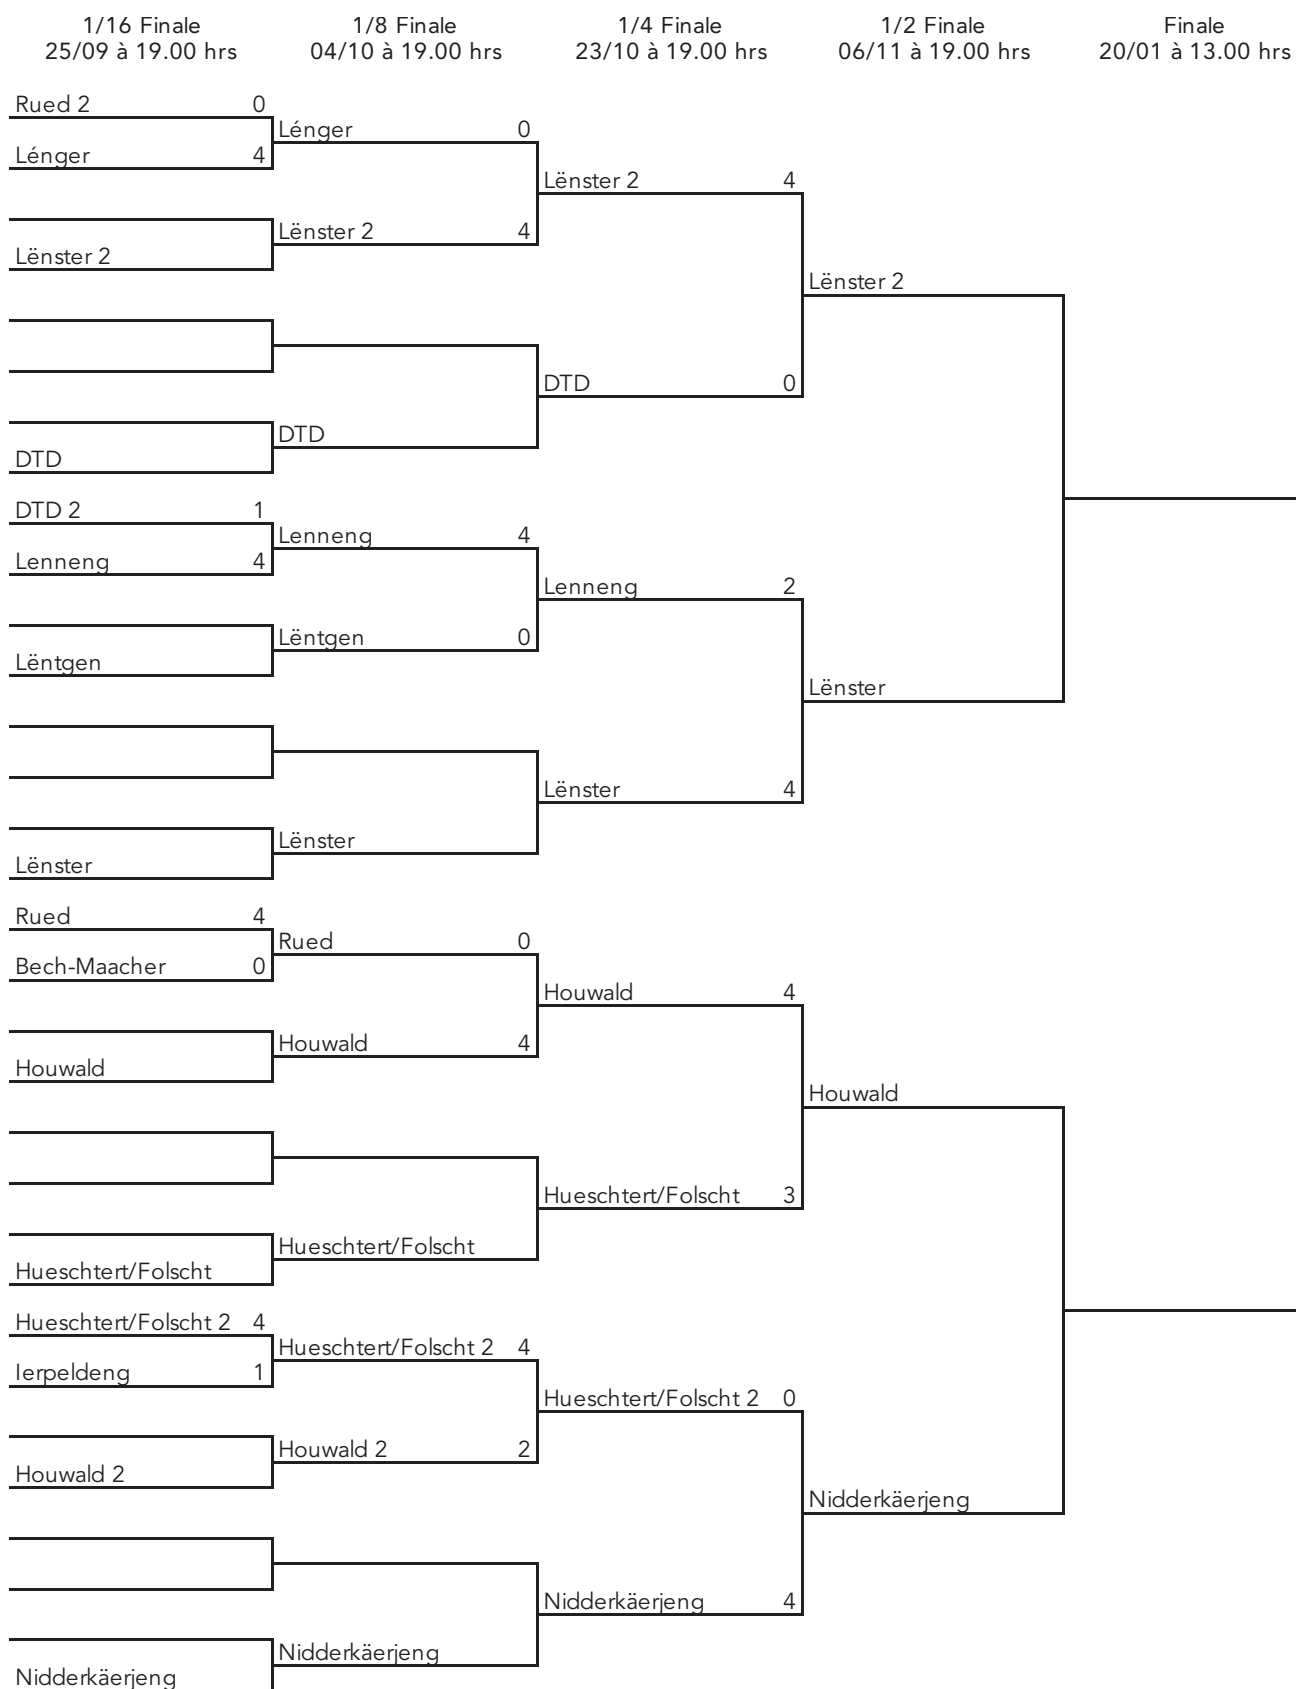 1/16 Finale
25/09 à 19.00 hrs
1/8 Finale
04/10 à 19.00 hrs
1/4 Finale
23/10 à 19.00 hrs
1/2 Finale
06/11 à 19.00 hrs
Finale
20/01 à 13.00 hrs
Rued 2 0
Lénger 4
Lënster 2
DTD
DTD 2 1
Lenneng 4
Lëntgen
Lënster
Rued 4
Bech-Maacher 0
Houwald
Hueschtert/Folscht
Hueschtert/Folscht 2 4
Ierpeldeng 1
Houwald 2
Nidderkäerjeng
Lénger 0
Lënster 2 4
DTD
Lenneng 4
Lëntgen 0
Lënster
Rued 0
Houwald 4
Hueschtert/Folscht
Hueschtert/Folscht 2 4
Houwald 2 2
Nidderkäerjeng
Lënster 2 4
DTD 0
Lenneng 2
Lënster 4
Houwald 4
Hueschtert/Folscht 3
Hueschtert/Folscht 2 0
Nidderkäerjeng 4
Lënster 2
Lënster
Houwald
Nidderkäerjeng